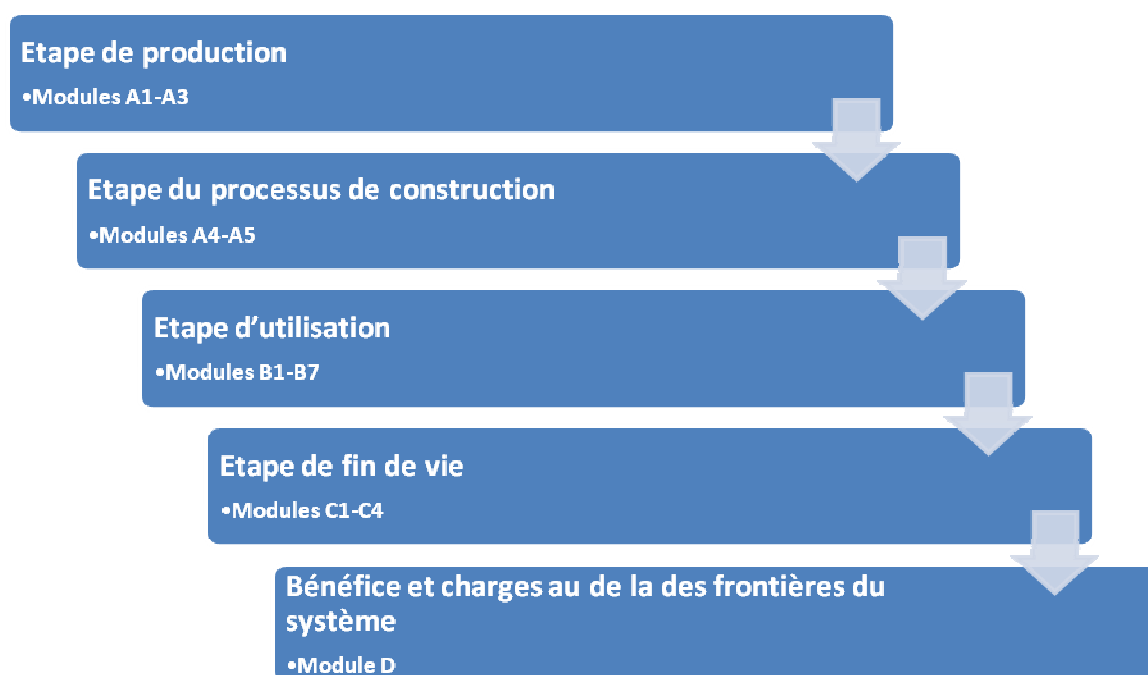 Etape de production
•Modules A1-A3
Etape du processus de construction
•Modules A4-A5
Etape d’utilisation
•Modules B1-B7
Etape de fin de vie
•Modules C1-C4
Bénéfice et charges au de la des frontières du
système
•Module D